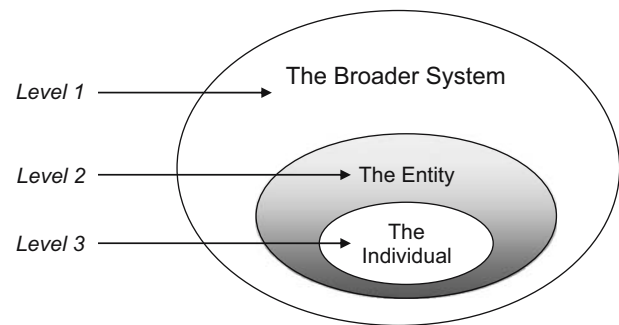 Level 1
The Broader System
Level 2
The Entity
Level 3
The
Individual